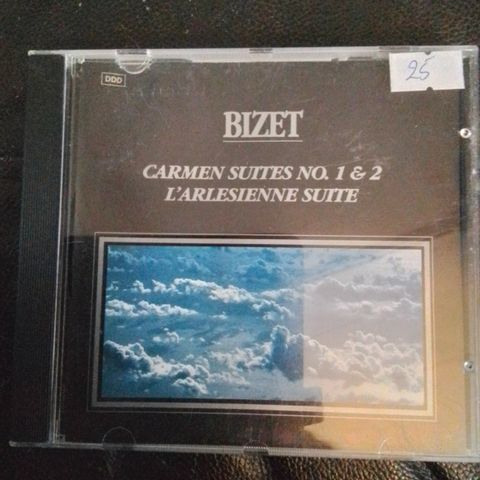 DDD
25
BIZET
CARMEN SUITES NO. 1 & 2
L'ARLESIENNE SUITE